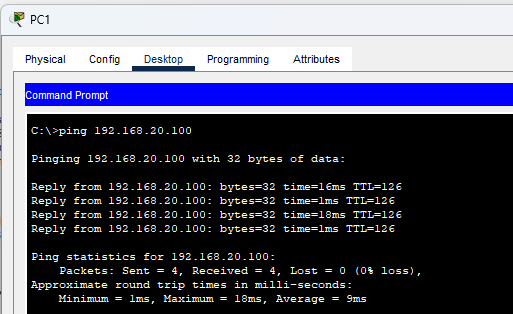 PC1
Physical Config Desktop Programming Attributes
Command Prompt
C:\>ping 192.168.20.100
Pinging 192.168.20.100 with 32 bytes of data:
Reply from 192.168.20.100: bytes=32 time=16ms TTL=126
Reply from 192.168.20.100: bytes=32 time=1ms TTL=126
Reply from 192.168.20.100: bytes=32 time=18ms TTL=126
Reply from 192.168.20.100: bytes=32 time=1ms TTL=126
Ping statistics for 192.168.20.100:
Packets: Sent = 4, Received = 4, Lost = 0 (0% loss),
Approximate round trip times in milli-seconds:
Minimum = 1ms, Maximum = 18ms, Average = 9ms